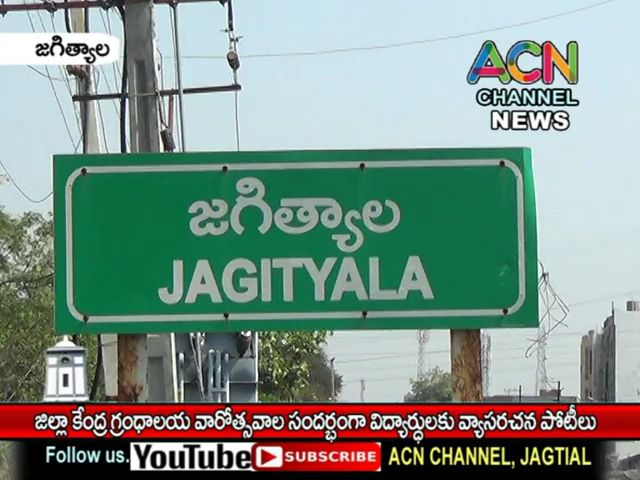 జగిత్యాల
ACN
CHANNEL
NEWS
జగిత్యాల
JAGITYALA
జిల్లా కేంద్ర గ్రంథాలయ వారోత్సవాల సందర్భంగా విద్యార్థులకు వ్యాసరచన పోటీలు
Follow us. YouTube SUBSCRIBE ACN CHANNEL, JAGTIAL